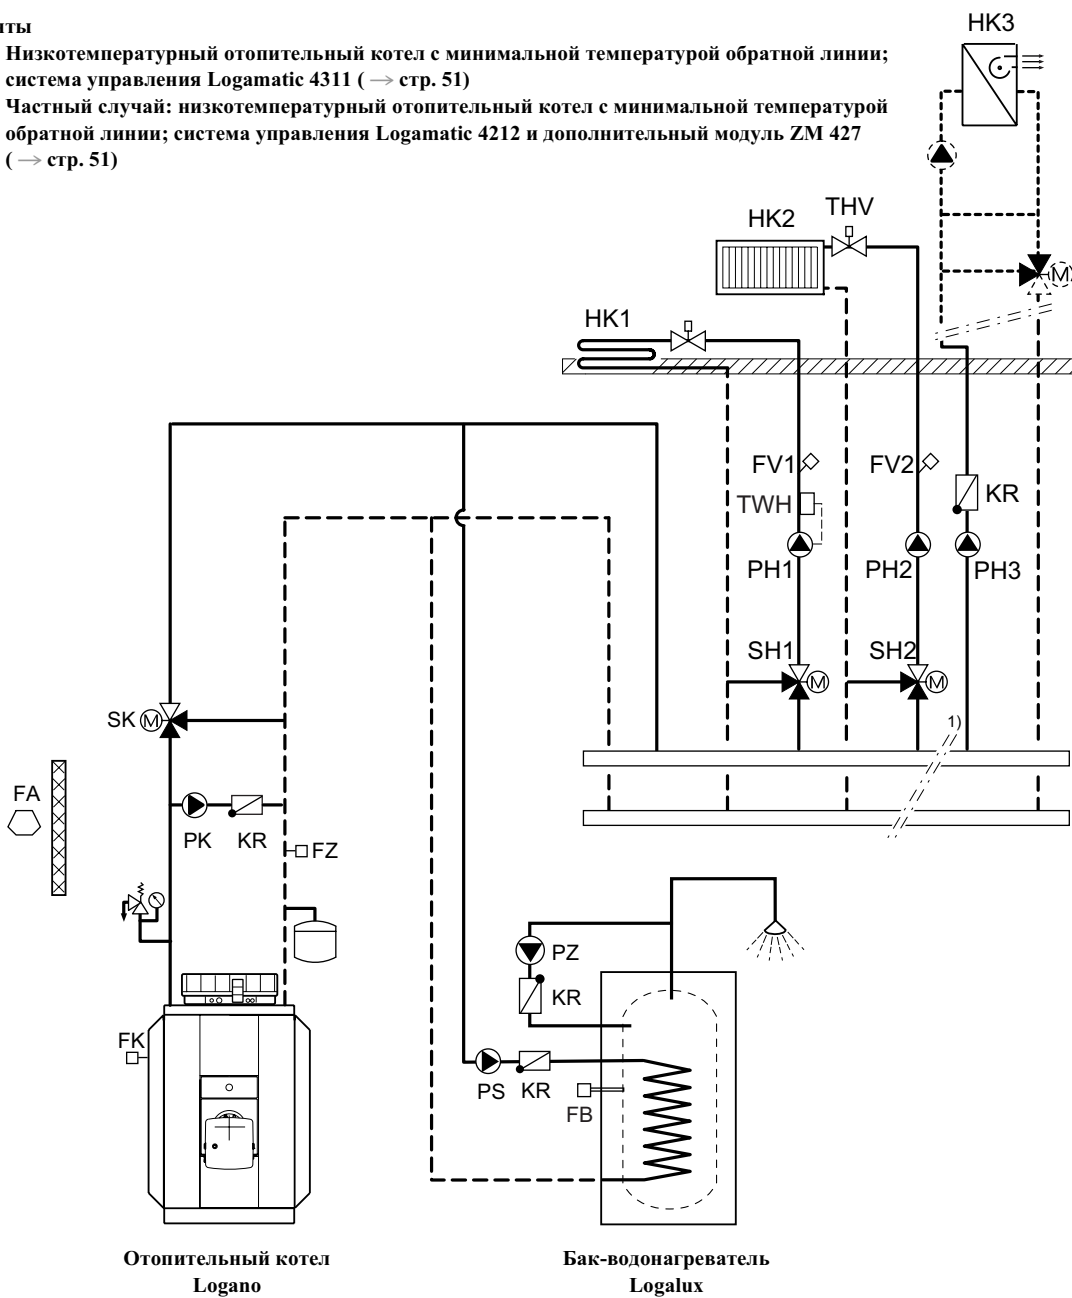 нты
Низкотемпературный отопительный котел с минимальной температурой обратной линии;
система управления Logamatic 4311 ( → стр. 51)
Частный случай: низкотемпературный отопительный котел с минимальной температурой
обратной линии; система управления Logamatic 4212 и дополнительный модуль ZM 427
( → стр. 51)
HK3
HK2
THV
M
HK1
FV1
FV2
TWH
KR
PH1
PH2
PH3
SH1
SH2
M
M
SK
M
1)
FA
PK
KR
FZ
PZ
KR
FK
PS
KR
FB
Отопительный котел
Logano
Бак-водонагреватель
Logalux